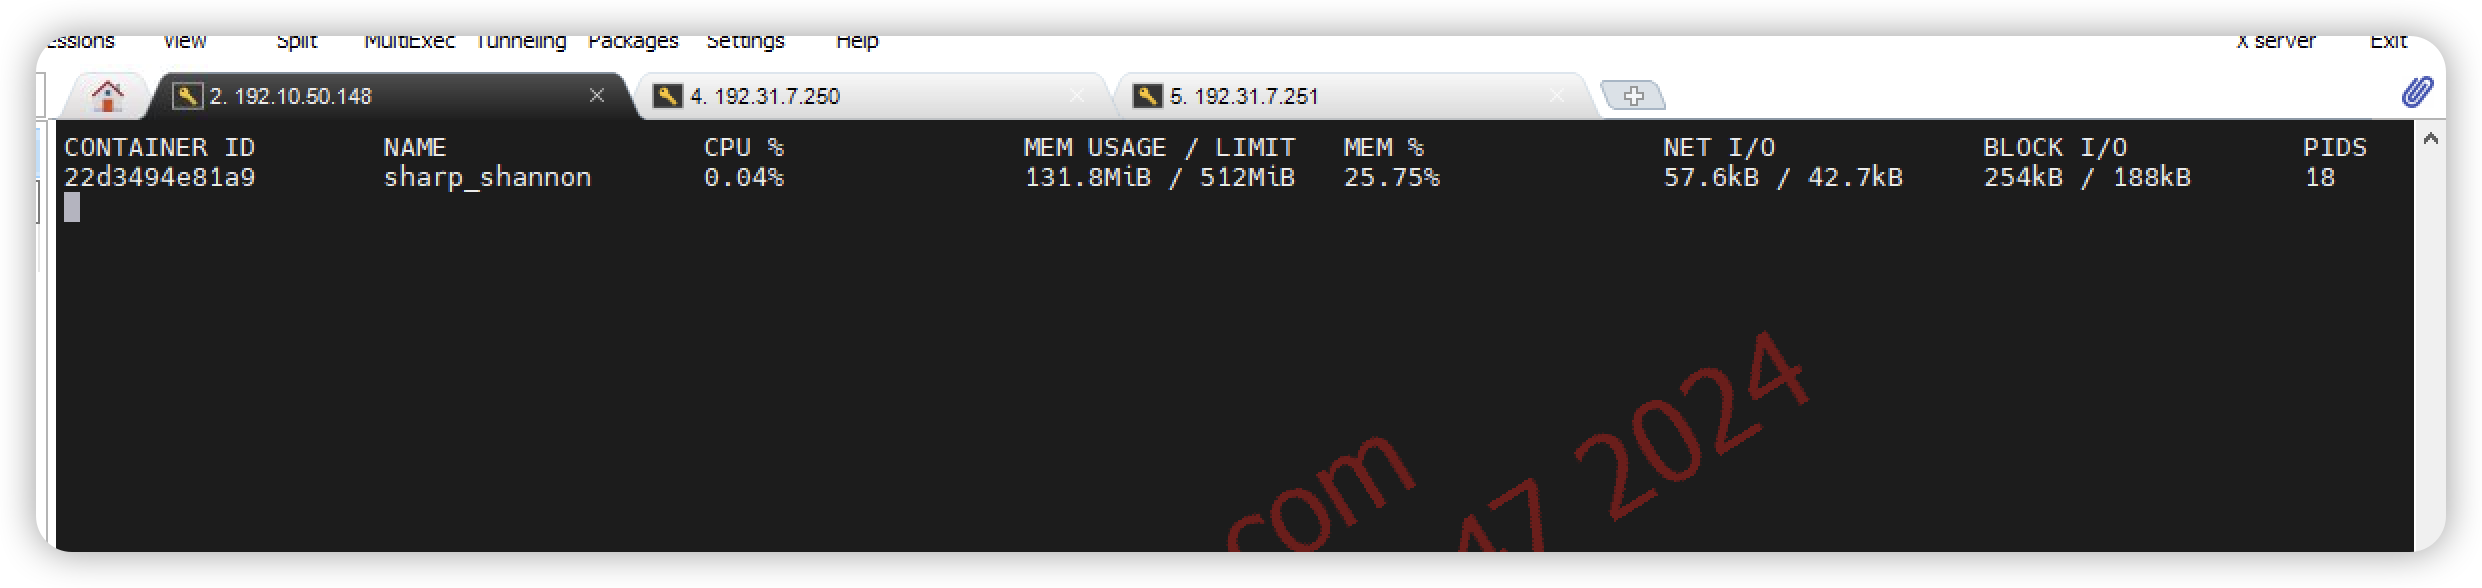 essions View Split MultiExec Tunneling Packages Settings Help X server Exit
2. 192.10.50.148 4. 192.31.7.250 5. 192.31.7.251
CONTAINER ID NAME CPU % MEM USAGE / LIMIT MEM % NET I/O BLOCK I/O PIDS
22d3494e81a9 sharp_shannon 0.04% 131.8MiB / 512MiB 25.75% 57.6kB / 42.7kB 254kB / 188kB 18
com
47 2024